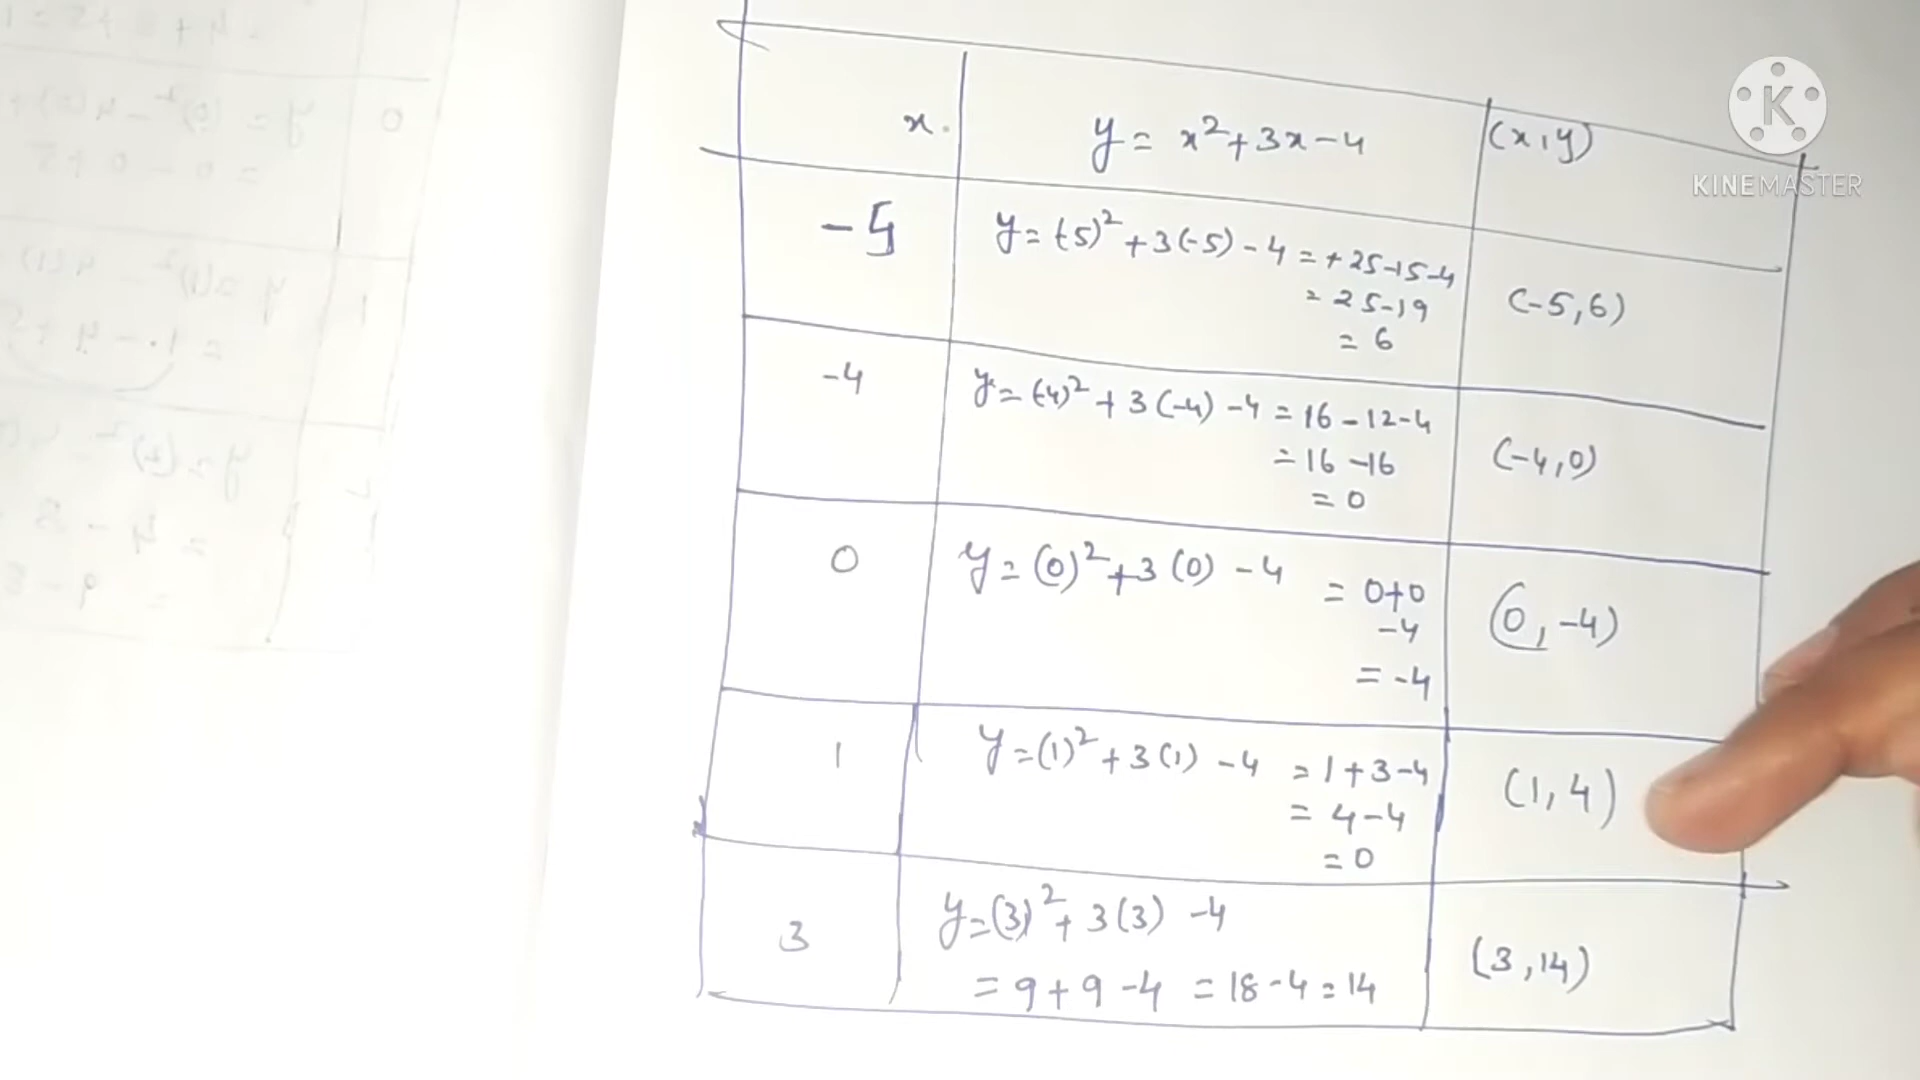 x. y = x² + 3x - 4 (x, y)
-5 y = (-5)² + 3(-5) - 4 = +25-15-4
= 25-19
= 6
(-5, 6)
-4 y = (-4)² + 3(-4) - 4 = 16 - 12 - 4
= 16 - 16
= 0
(-4, 0)
0 y = (0)² + 3(0) - 4 = 0+0
-4
= -4
(0, -4)
1 y = (1)² + 3(1) - 4 = 1 + 3 - 4
= 4 - 4
= 0
(1, 4)
3 y = (3)² + 3(3) - 4
= 9 + 9 - 4 = 18 - 4 = 14
(3, 14)
K
KINEMASTER